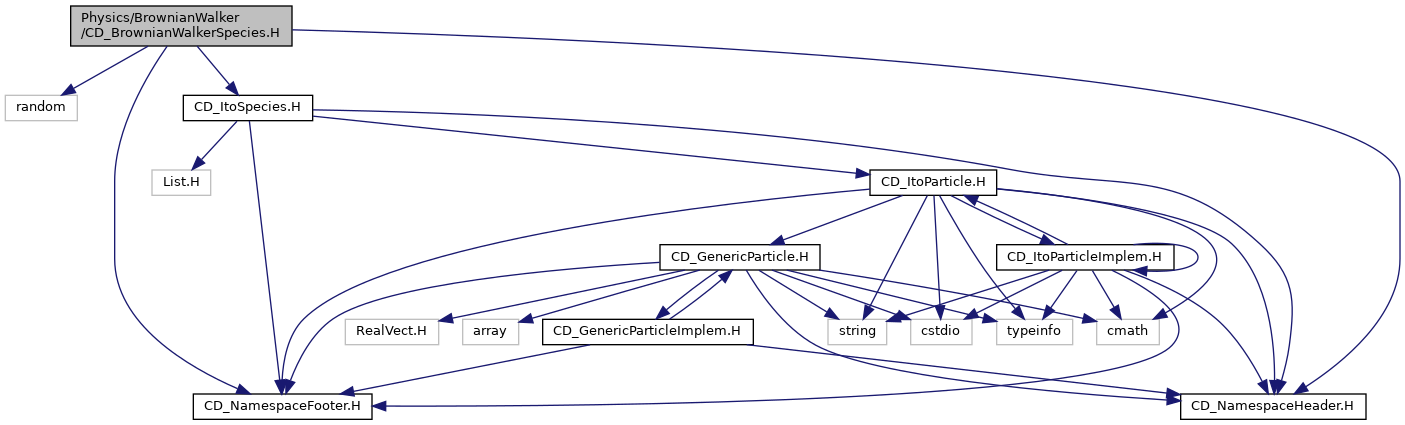 Physics/BrownianWalker
/CD_BrownianWalkerSpecies.H
random
CD_ItoSpecies.H
List.H
CD_ItoParticle.H
CD_GenericParticle.H
CD_ItoParticleImplem.H
RealVect.H
array
CD_GenericParticleImplem.H
string
cstdio
typeinfo
cmath
CD_NamespaceFooter.H
CD_NamespaceHeader.H